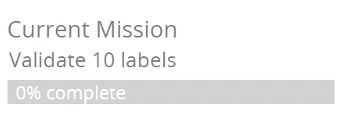 Current Mission
Validate 10 labels
0% complete